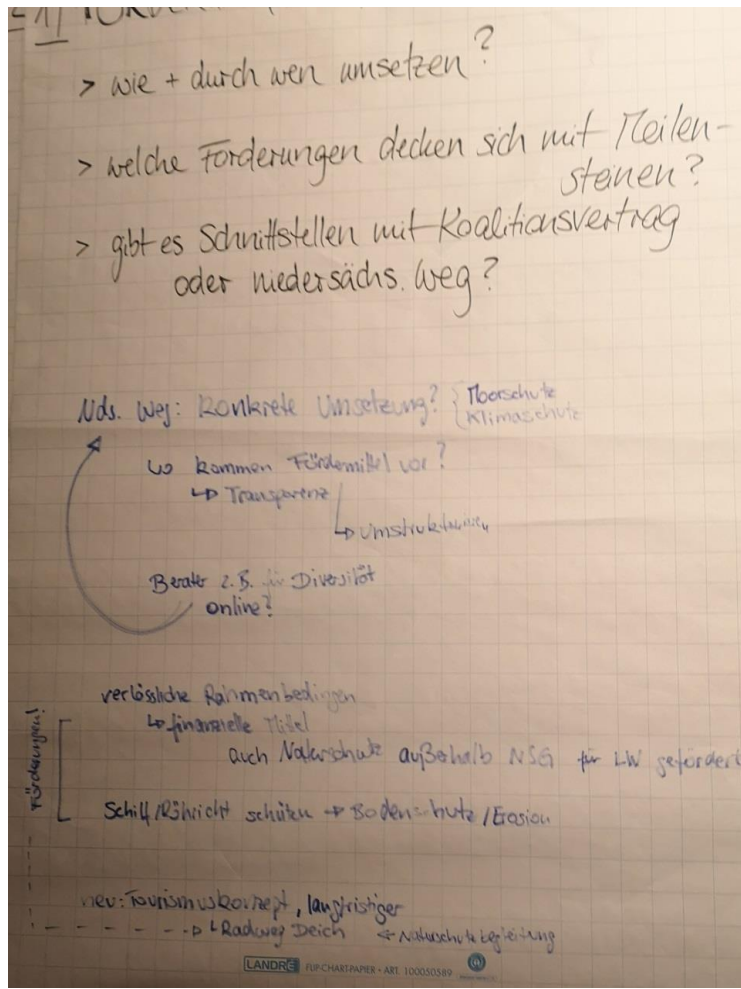 > wie + durch wen umsetzen?
> welche Forderungen decken sich mit Meilen-
steinen?
> gibt es Schnittstellen mit Koalitionsvertrag
oder niedersächs. Weg?
Nds. Weg: Konkrete Umsetzung? { Moorschutz
Klimaschutz
wo kommen Fördermittel vor?
↳ Transparenz
↳ Umstrukturieren
Berater z.B. für Diversität
online?
verlässliche Rahmenbedingen
↳ finanzielle Mittel
auch Naturschutz außerhalb NSG für LW gefördert
Förderungen!
Schilf/Röhricht schützen → Bodenschutz/Erosion
neu: Tourismuskonzept, langfristiger
↳ Radweg Deich ← Naturschutzbegleitung
LANDRÉ FLIP-CHART-PAPIER • ART. 100050589